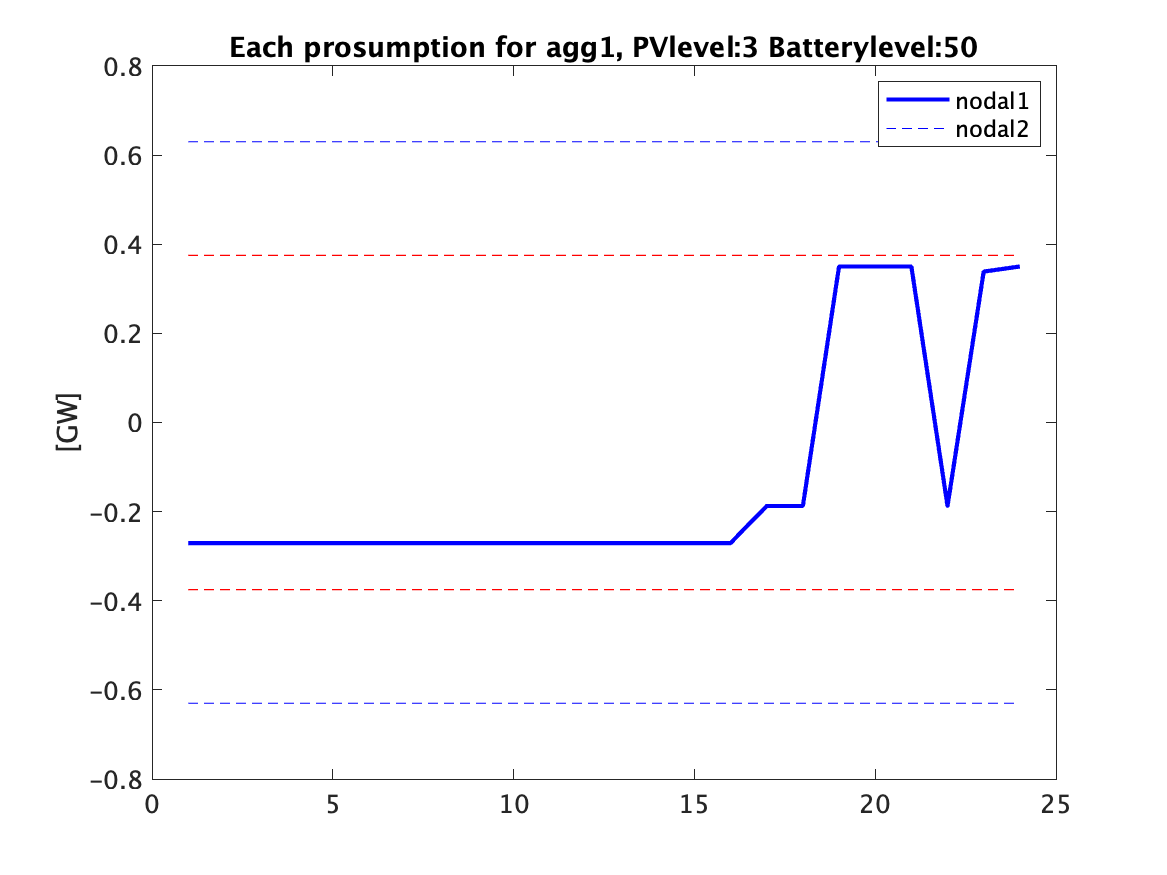 Each prosumption for agg1, PVlevel:3 Batterylevel:50
nodal1
nodal2
[GW]
0.8
0.6
0.4
0.2
0
−0.2
−0.4
−0.6
−0.8
0 5 10 15 20 25